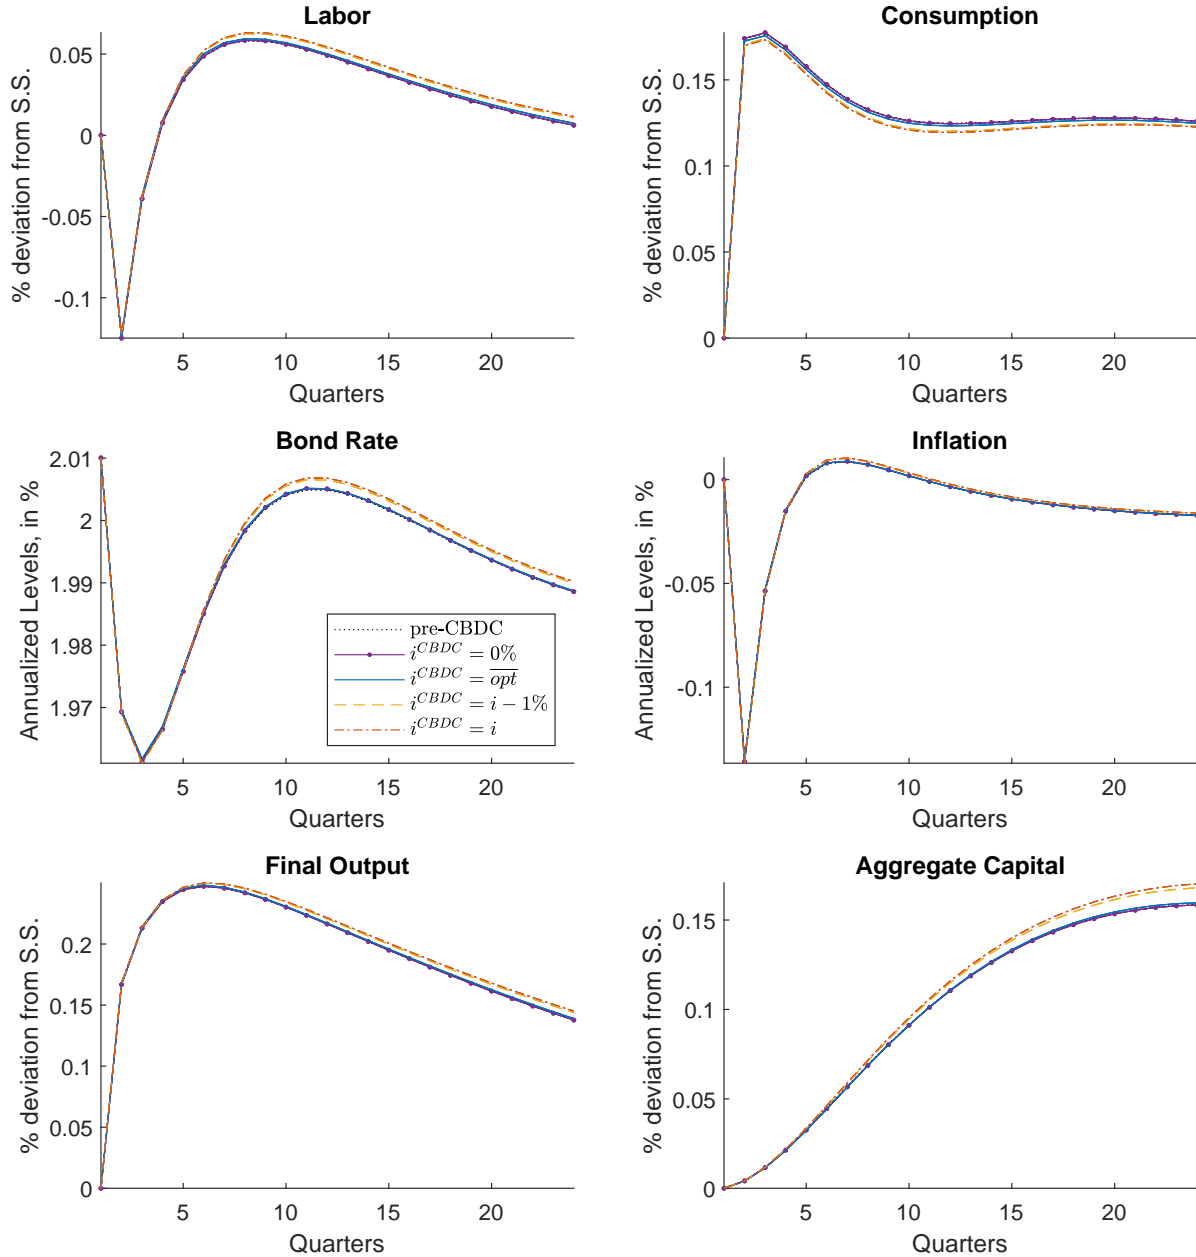 Labor
% deviation from S.S.
0.05
0
-0.05
-0.1
5
10
15
20
Quarters
Consumption
% deviation from S.S.
0.15
0.1
0.05
0
5
10
15
20
Quarters
Bond Rate
Annualized Levels, in %
2.01
2
1.99
1.98
1.97
pre-CBDC
i^{CBDC} = 0%
i^{CBDC} = \overline{opt}
i^{CBDC} = i − 1%
i^{CBDC} = i
5
10
15
20
Quarters
Inflation
Annualized Levels, in %
0
-0.05
-0.1
5
10
15
20
Quarters
Final Output
% deviation from S.S.
0.2
0.15
0.1
0.05
0
5
10
15
20
Quarters
Aggregate Capital
% deviation from S.S.
0.15
0.1
0.05
0
5
10
15
20
Quarters